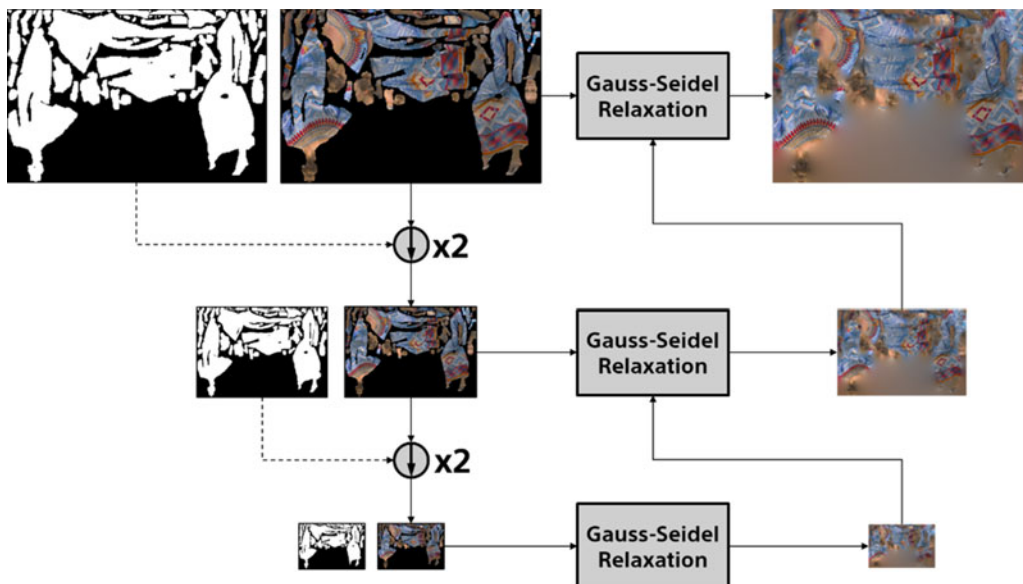 Gauss-Seidel
Relaxation
x2
Gauss-Seidel
Relaxation
x2
Gauss-Seidel
Relaxation